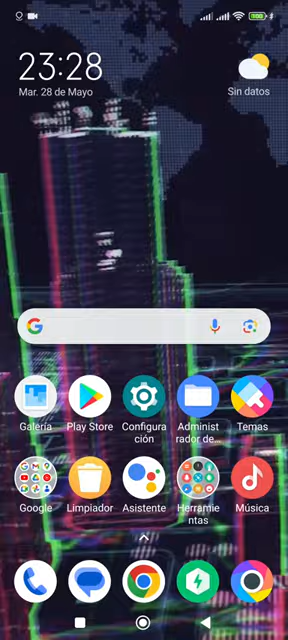 23:28
Mar. 28 de Mayo
Sin datos
Galería
Play Store
Configura
ción
Administ
rador de...
Temas
Google
Limpiador
Asistente
Herramie
ntas
Música